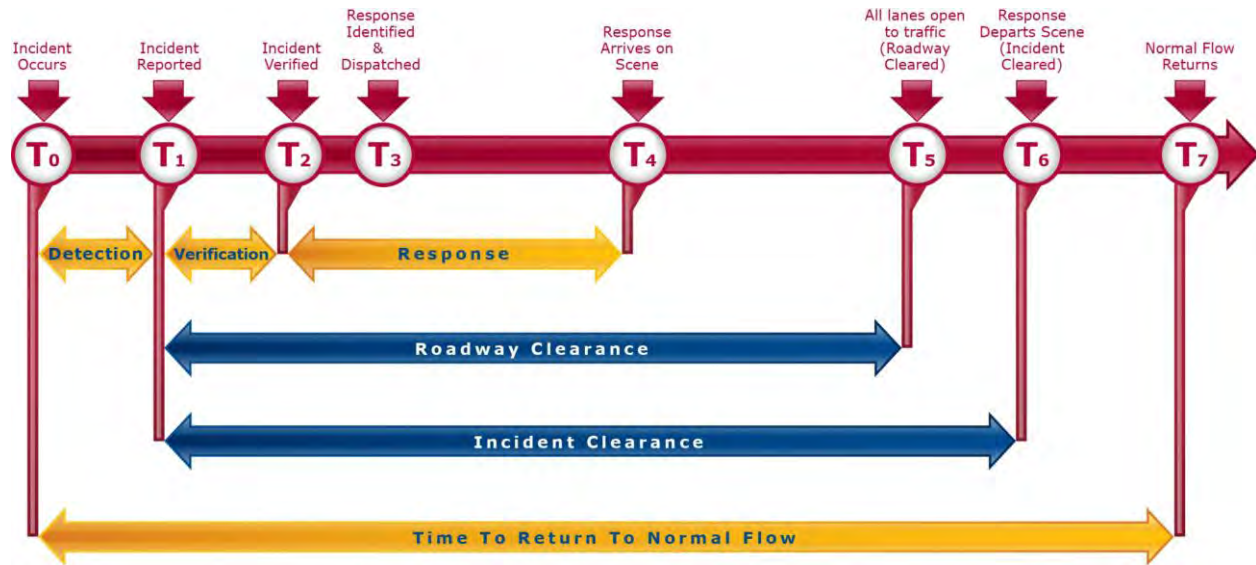 Incident
Occurs
Incident
Reported
Incident
Verified
Response
Identified
&
Dispatched
Response
Arrives on
Scene
All lanes open
to traffic
(Roadway
Cleared)
Response
Departs Scene
(Incident
Cleared)
Normal Flow
Returns
T0
T1
T2
T3
T4
T5
T6
T7
Detection
Verification
Response
Roadway Clearance
Incident Clearance
Time To Return To Normal Flow